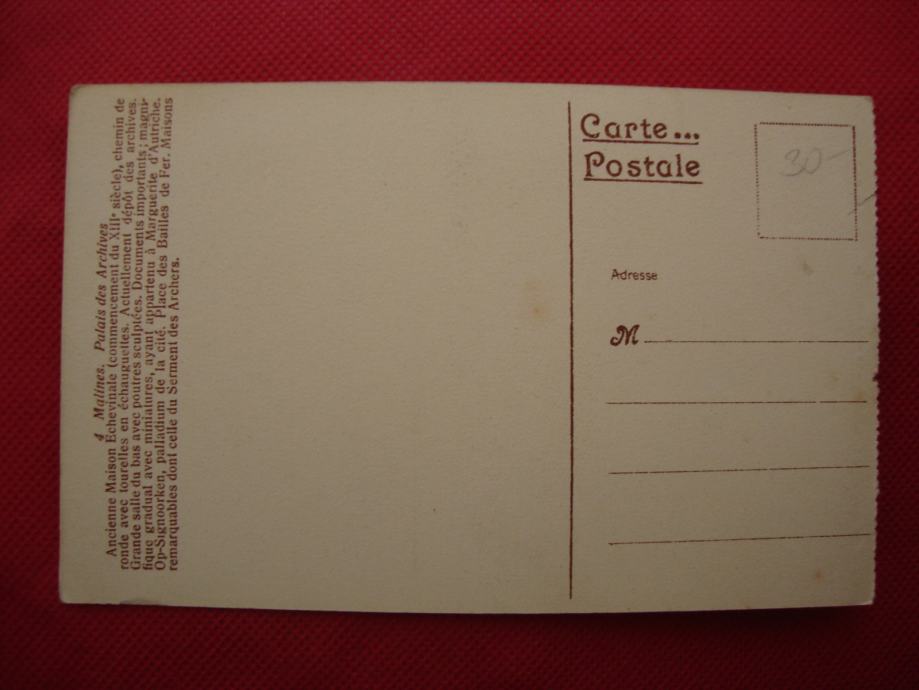 4 Malines. Palais des Archives
Ancienne Maison Echevinale (commencement du XIIIe siècle), chemin de
ronde avec tourelles en échauguettes. Actuellement dépôt des archives.
Grande salle du bas avec poutres sculptées. Documents importants; magni-
fique gradual avec miniatures, ayant appartenu à Marguerite d'Autriche.
Op-Signoorken, palladium de la cité. Place des Bailles de Fer. Maisons
remarquables dont celle du Serment des Archers.
Carte...
Postale
30-
Adresse
M